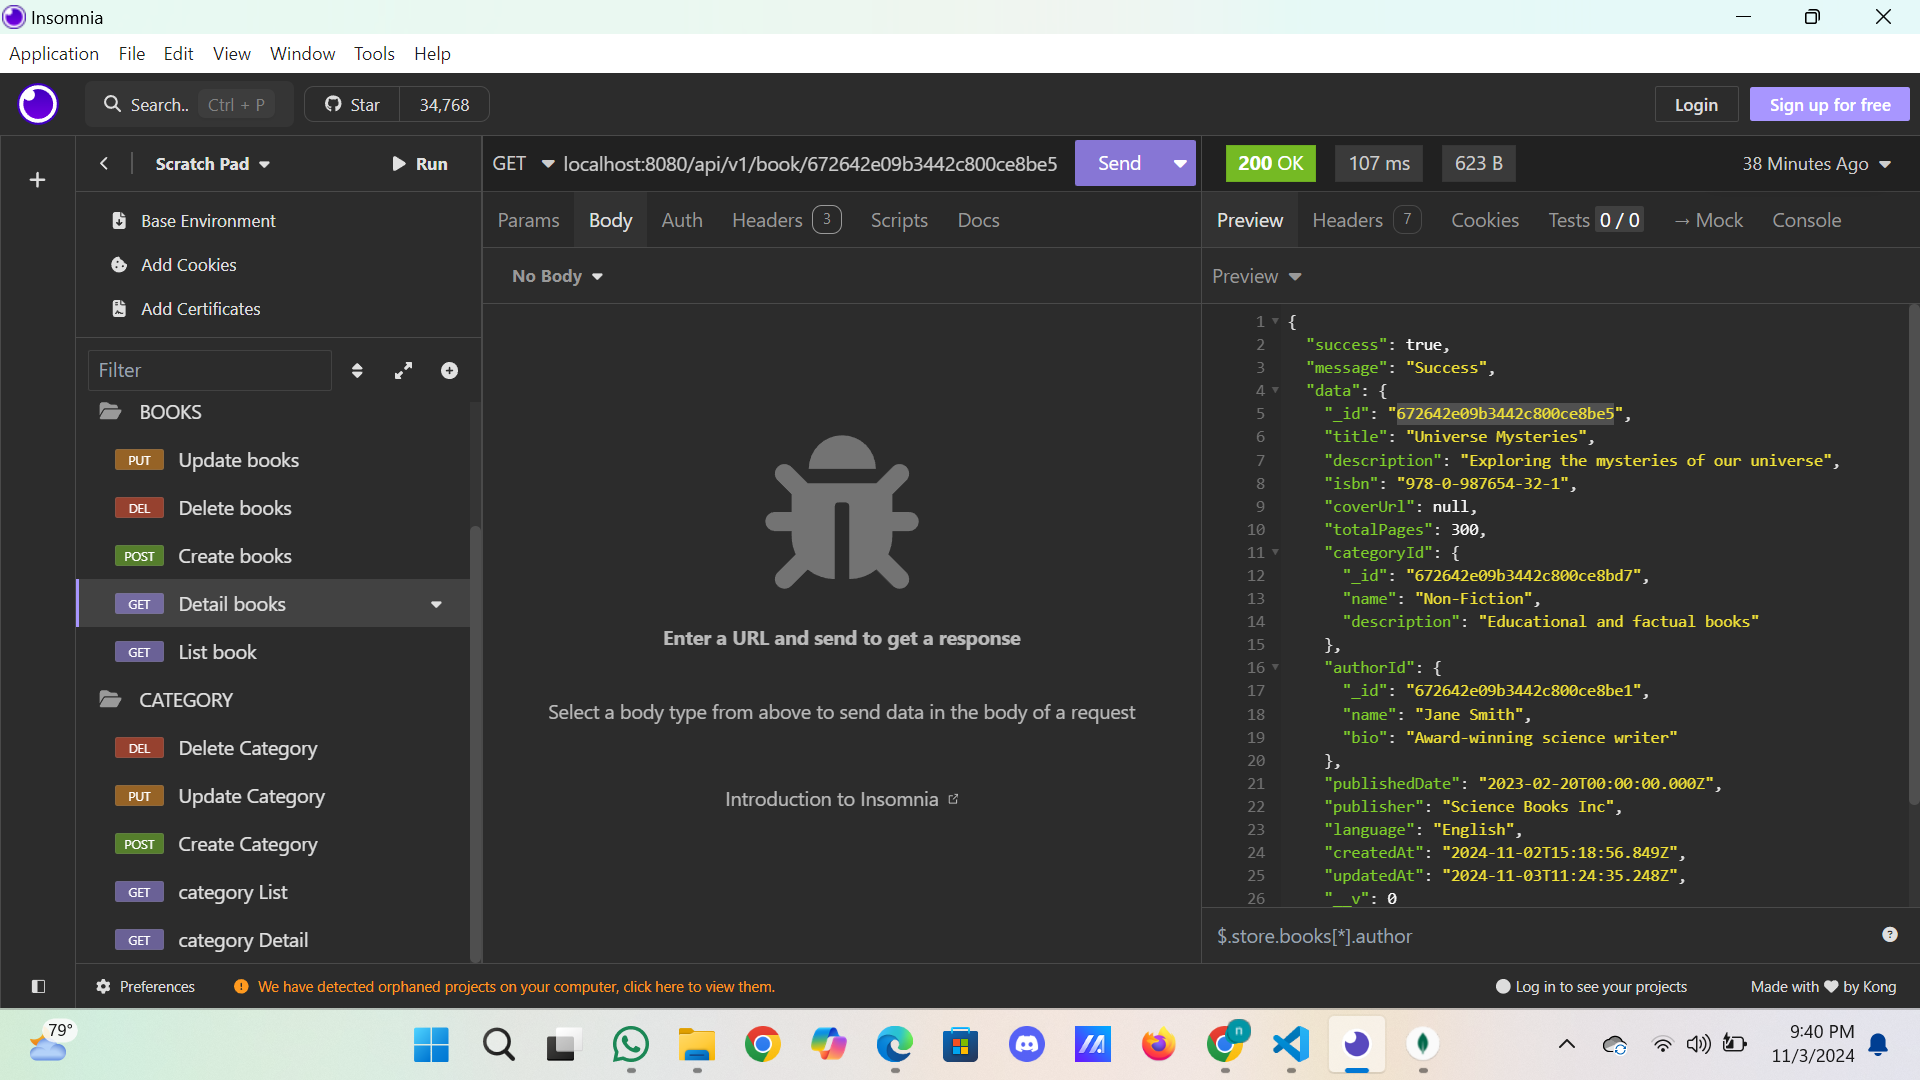 Insomnia
Application File Edit View Window Tools Help
Search.. Ctrl + P Star 34,768 Login Sign up for free
Scratch Pad Run
Base Environment
Add Cookies
Add Certificates
Filter
BOOKS
PUT Update books
DEL Delete books
POST Create books
GET Detail books
GET List book
CATEGORY
DEL Delete Category
PUT Update Category
POST Create Category
GET category List
GET category Detail
GET localhost:8080/api/v1/book/672642e09b3442c800ce8be5 Send
Params Body Auth Headers 3 Scripts Docs
No Body
Enter a URL and send to get a response
Select a body type from above to send data in the body of a request
Introduction to Insomnia
200 OK 107 ms 623 B 38 Minutes Ago
Preview Headers 7 Cookies Tests 0 / 0 → Mock Console
Preview
1 {
2 "success": true,
3 "message": "Success",
4 "data": {
5 "_id": "672642e09b3442c800ce8be5",
6 "title": "Universe Mysteries",
7 "description": "Exploring the mysteries of our universe",
8 "isbn": "978-0-987654-32-1",
9 "coverUrl": null,
10 "totalPages": 300,
11 "categoryId": {
12 "_id": "672642e09b3442c800ce8bd7",
13 "name": "Non-Fiction",
14 "description": "Educational and factual books"
15 },
16 "authorId": {
17 "_id": "672642e09b3442c800ce8be1",
18 "name": "Jane Smith",
19 "bio": "Award-winning science writer"
20 },
21 "publishedDate": "2023-02-20T00:00:00.000Z",
22 "publisher": "Science Books Inc",
23 "language": "English",
24 "createdAt": "2024-11-02T15:18:56.849Z",
25 "updatedAt": "2024-11-03T11:24:35.248Z",
26 "__v": 0
$.store.books[*].author
Preferences We have detected orphaned projects on your computer, click here to view them. Log in to see your projects Made with ♥ by Kong
79°
n
9:40 PM
11/3/2024